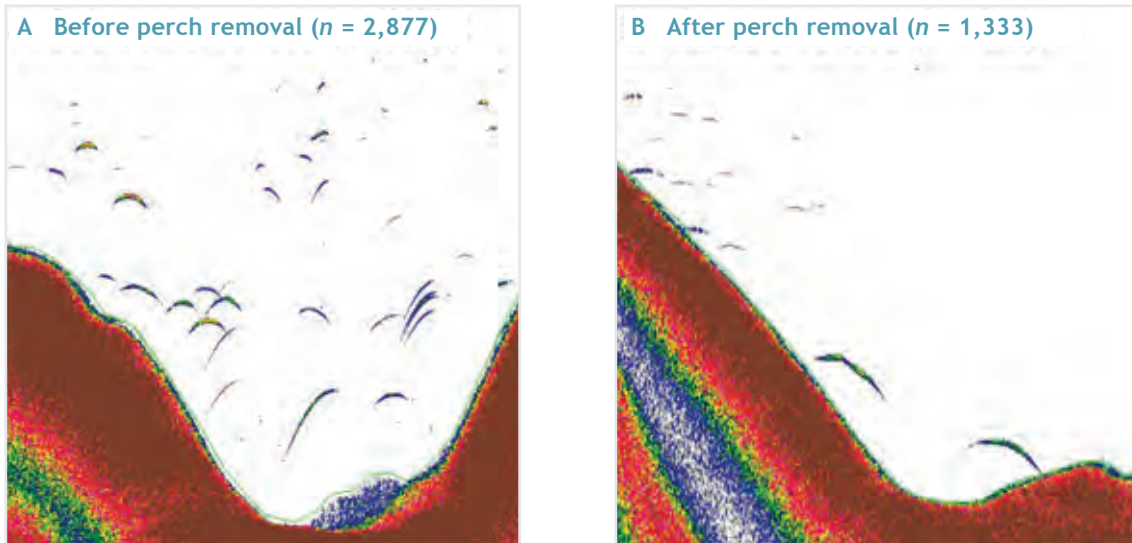 A Before perch removal (n = 2,877)
B After perch removal (n = 1,333)